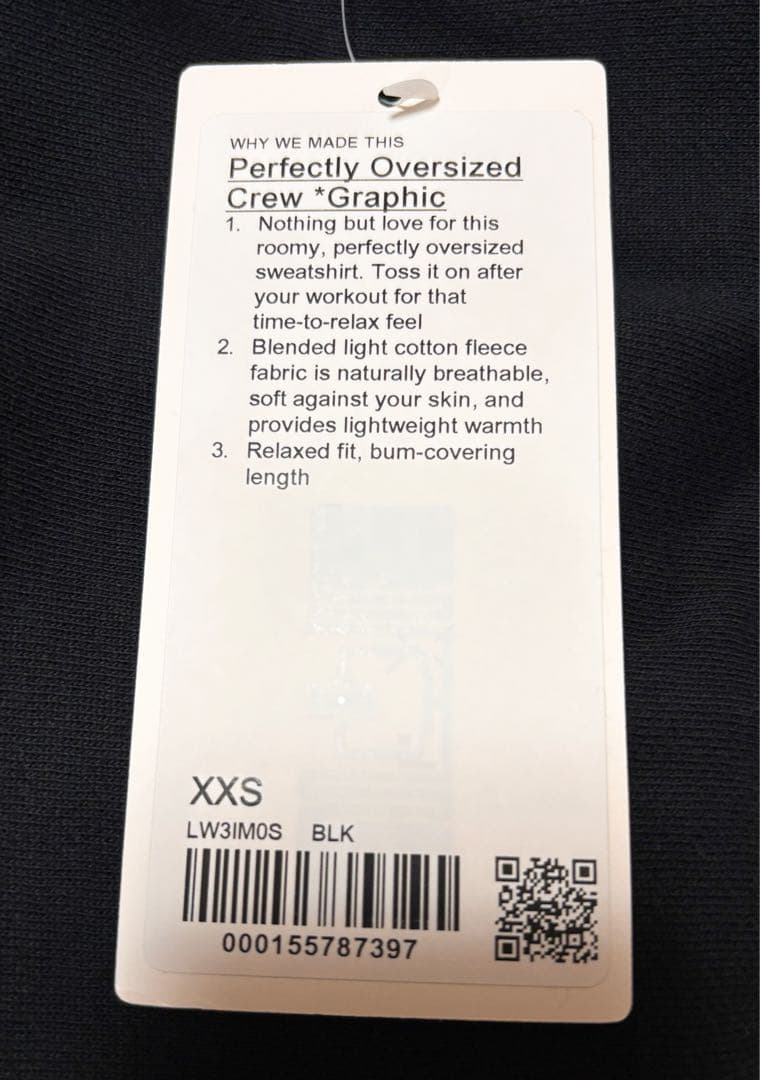 WHY WE MADE THIS
Perfectly Oversized
Crew *Graphic
1. Nothing but love for this
roomy, perfectly oversized
sweatshirt. Toss it on after
your workout for that
time-to-relax feel
2. Blended light cotton fleece
fabric is naturally breathable,
soft against your skin, and
provides lightweight warmth
3. Relaxed fit, bum-covering
length
XXS
LW3IM0S BLK
000155787397